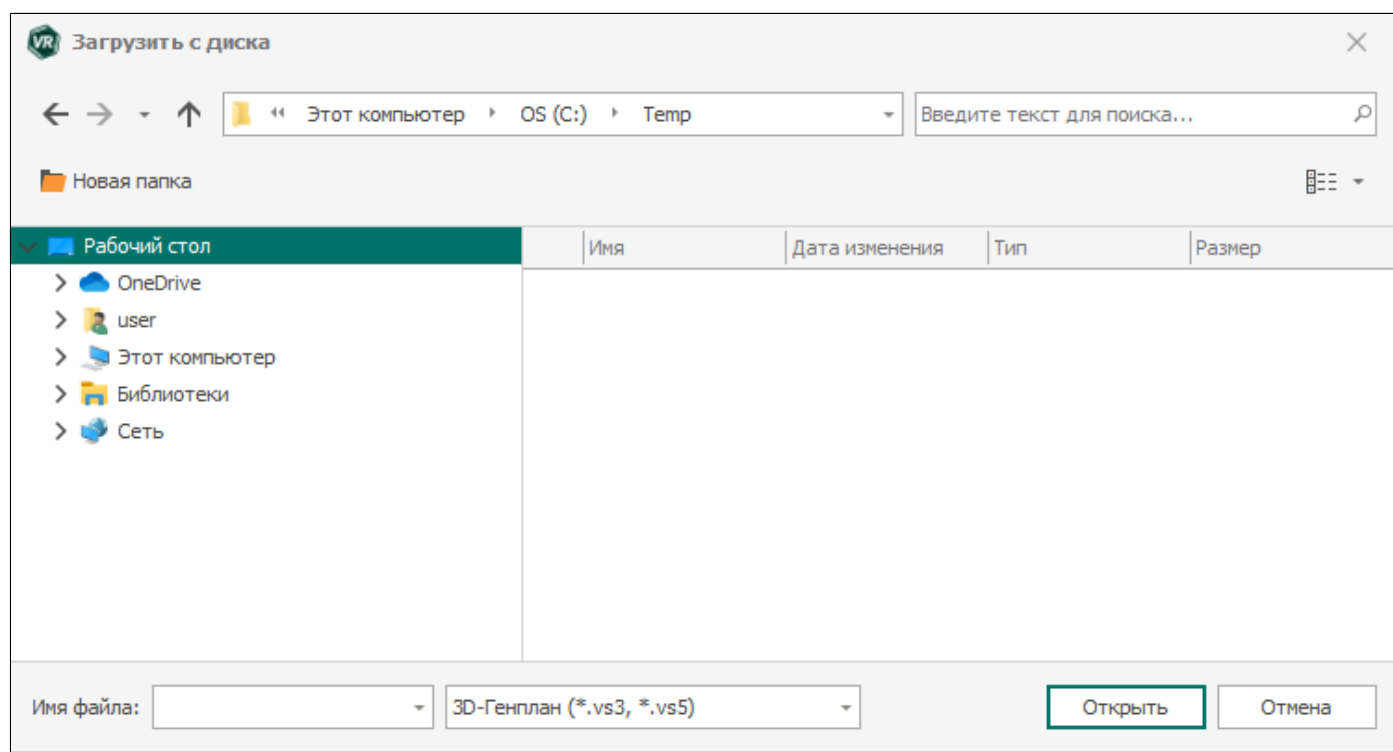 VR Загрузить с диска
Этот компьютер OS (C:) Temp Введите текст для поиска...
Новая папка
Рабочий стол Имя Дата изменения Тип Размер
OneDrive
user
Этот компьютер
Библиотеки
Сеть
Имя файла: 3D-Генплан (*.vs3, *.vs5) Открыть Отмена